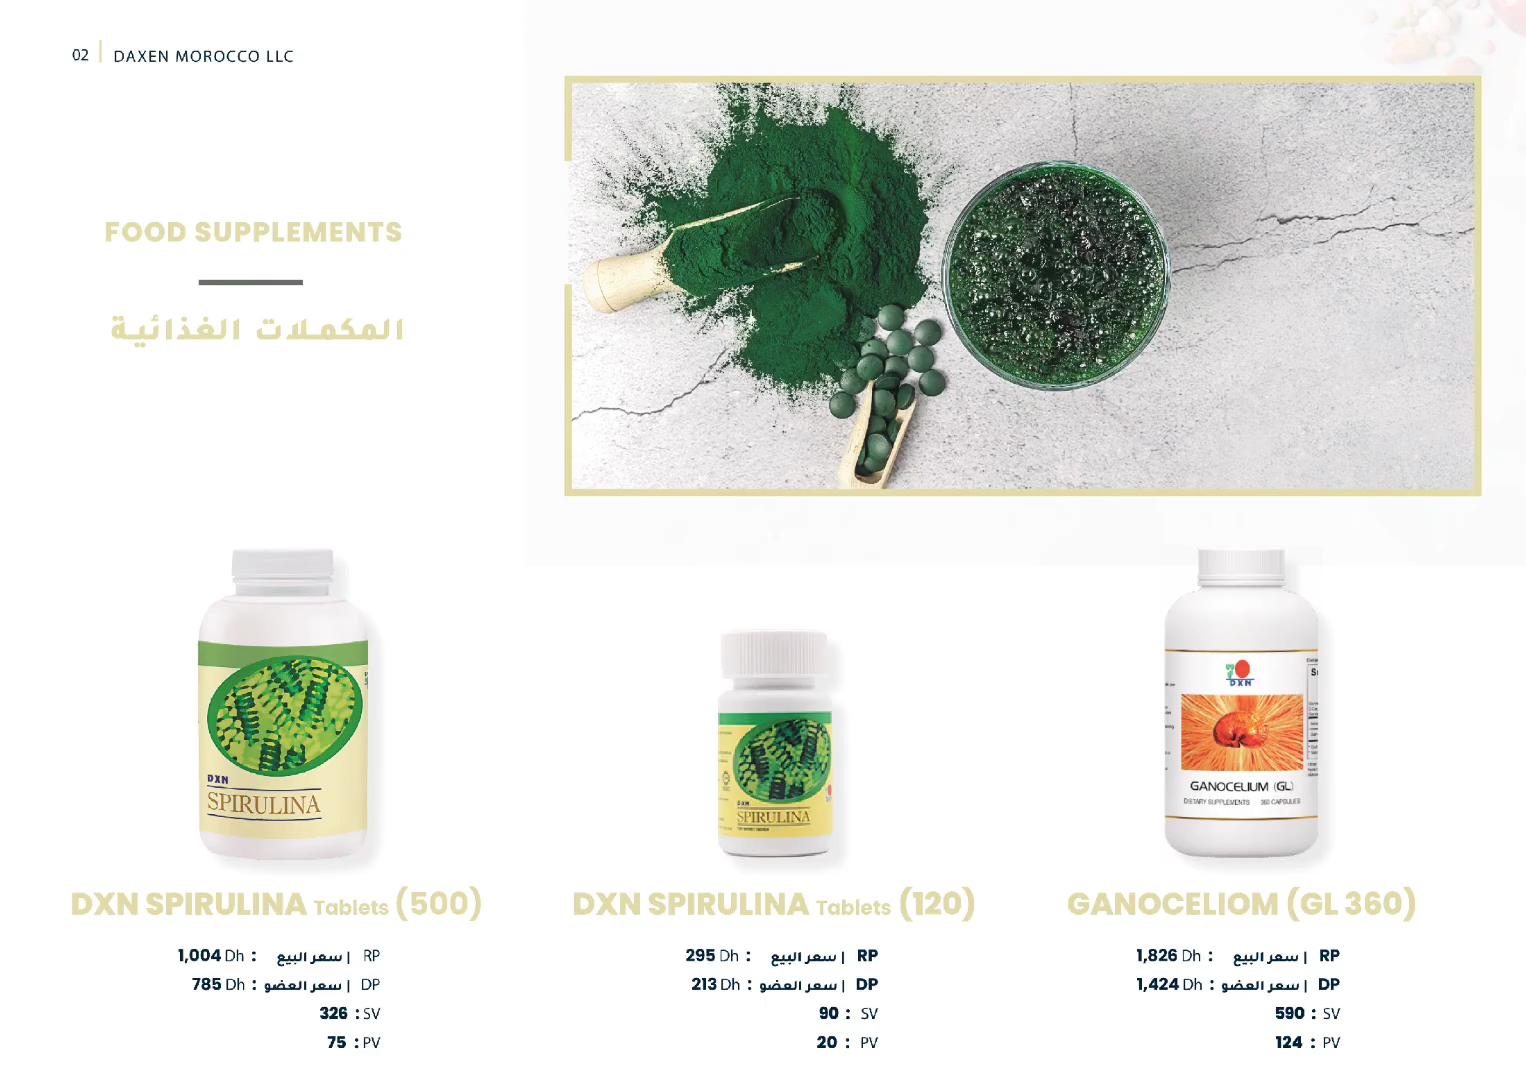 02 | DAXEN MOROCCO LLC
FOOD SUPPLEMENTS
المكملات الغذائية
DXN
SPIRULINA
DXN
SPIRULINA
DXN
GANOCELIUM (GL)
DIETARY SUPPLEMENTS 360 CAPSULES
DXN SPIRULINA Tablets (500)
RP | سعر البيع : 1,004 Dh
DP | سعر العضو : 785 Dh
SV : 326
PV : 75
DXN SPIRULINA Tablets (120)
RP | سعر البيع : 295 Dh
DP | سعر العضو : 213 Dh
SV : 90
PV : 20
GANOCELIOM (GL 360)
RP | سعر البيع : 1,826 Dh
DP | سعر العضو : 1,424 Dh
SV : 590
PV : 124